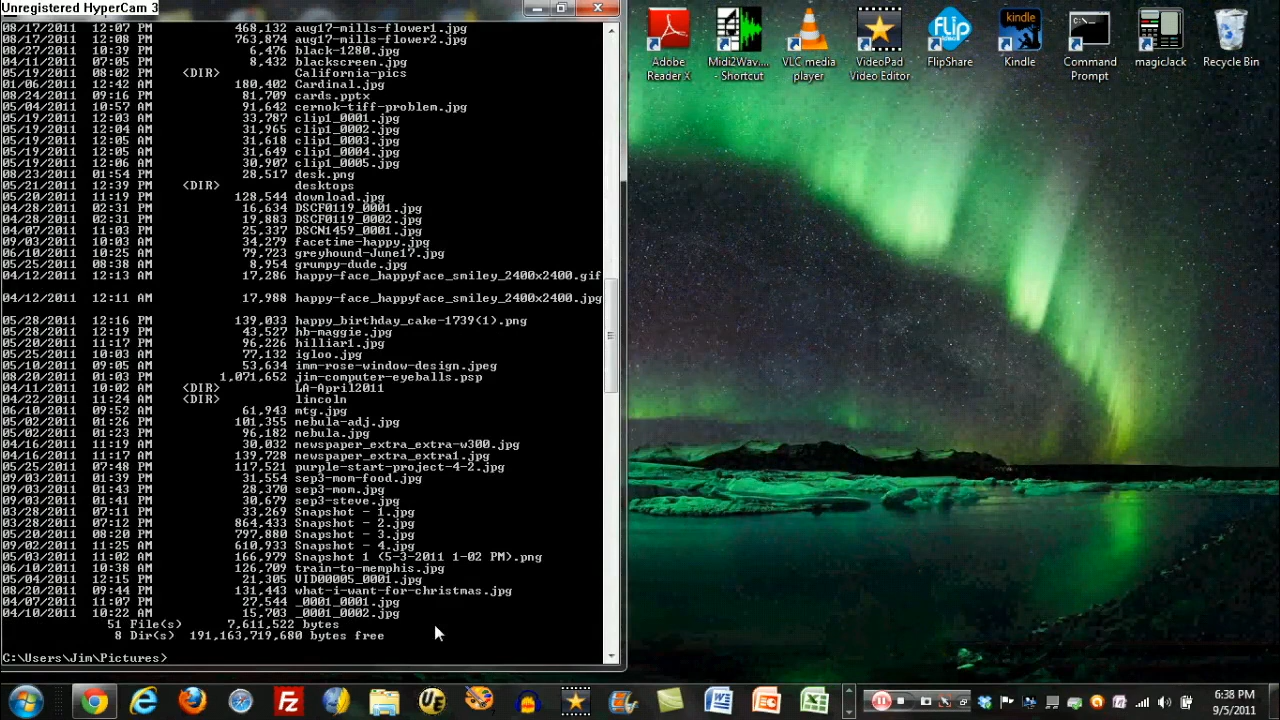 Unregistered HyperCam 3
08/17/2011 12:07 PM 468,132 aug17-mills-flower1.jpg
08/17/2011 12:08 PM 763,074 aug17-mills-flower2.jpg
08/27/2011 10:39 PM 5,476 black-1280.jpg
04/11/2011 07:05 PM 8,432 blackscreen.jpg
05/19/2011 08:02 PM <DIR> California-pics
01/06/2011 12:42 AM 180,402 Cardinal.jpg
08/24/2011 09:16 PM 81,709 cards.pptx
05/04/2011 10:57 AM 91,642 cernok-tiff-problem.jpg
05/19/2011 12:03 AM 33,787 clip1_0001.jpg
05/19/2011 12:04 AM 31,965 clip1_0002.jpg
05/19/2011 12:05 AM 31,618 clip1_0003.jpg
05/19/2011 12:05 AM 31,649 clip1_0004.jpg
05/19/2011 12:06 AM 30,907 clip1_0005.jpg
08/23/2011 01:54 PM 28,517 desk.png
05/21/2011 12:39 PM <DIR> desktops
05/20/2011 11:19 PM 128,544 download.jpg
04/28/2011 02:31 PM 16,634 DSCF0119_0001.jpg
04/28/2011 02:31 PM 19,883 DSCF0119_0002.jpg
04/07/2011 11:03 PM 25,337 DSCN1459_0001.jpg
09/03/2011 10:03 AM 34,279 facetime-happy.jpg
06/10/2011 10:25 AM 79,723 greyhound-June17.jpg
05/25/2011 08:38 AM 8,954 grumpy-dude.jpg
04/12/2011 12:13 AM 17,286 happy-face_happyface_smiley_2400x2400.gif
04/12/2011 12:11 AM 17,988 happy-face_happyface_smiley_2400x2400.jpg
05/28/2011 12:16 PM 139,033 happy_birthday_cake-1739(1).png
05/28/2011 12:19 PM 43,527 hb-maggie.jpg
05/20/2011 11:17 PM 96,226 hilliar1.jpg
05/25/2011 10:03 AM 77,132 igloo.jpg
05/10/2011 09:05 AM 53,634 imm-rose-window-design.jpeg
08/20/2011 01:03 PM 1,071,652 jim-computer-eyeballs.psp
04/11/2011 10:02 AM <DIR> LA-April2011
04/22/2011 11:24 AM <DIR> lincoln
06/10/2011 09:52 AM 61,943 mtg.jpg
05/02/2011 01:26 PM 101,355 nebula-adj.jpg
05/02/2011 01:23 PM 96,182 nebula.jpg
04/16/2011 11:19 AM 30,032 newspaper_extra_extra-w300.jpg
04/16/2011 11:17 AM 139,728 newspaper_extra_extra1.jpg
05/25/2011 07:48 PM 117,521 purple-start-project-4-2.jpg
09/03/2011 01:39 PM 31,554 sep3-mom-food.jpg
09/03/2011 01:43 PM 28,370 sep3-mom.jpg
09/03/2011 01:41 PM 30,679 sep3-steve.jpg
03/28/2011 07:11 PM 33,269 Snapshot - 1.jpg
03/28/2011 07:12 PM 864,433 Snapshot - 2.jpg
05/20/2011 08:20 PM 797,880 Snapshot - 3.jpg
09/02/2011 11:25 AM 610,933 Snapshot - 4.jpg
05/03/2011 11:02 AM 166,979 Snapshot 1 (5-3-2011 1-02 PM).png
06/10/2011 10:38 AM 126,709 train-to-memphis.jpg
05/04/2011 12:15 PM 21,305 VID00005_0001.jpg
08/20/2011 09:44 PM 131,443 what-i-want-for-christmas.jpg
04/07/2011 11:07 PM 27,544 _0001_0001.jpg
04/10/2011 10:22 AM 15,703 _0001_0002.jpg
51 File(s) 7,611,522 bytes
8 Dir(s) 191,163,719,680 bytes free
C:\Users\Jim\Pictures>
Adobe Reader X
Midi2Wav.... - Shortcut
VLC media player
VideoPad Video Editor
FlipShare
Kindle
Command Prompt
magicJack
Recycle Bin
6:38 PM
9/5/2011